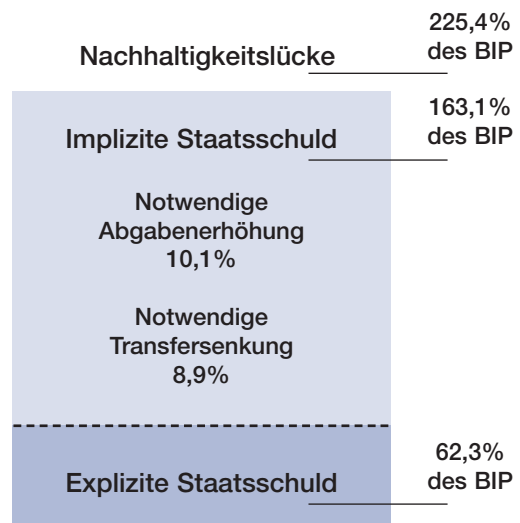 Nachhaltigkeitslücke
225,4%
des BIP
Implizite Staatsschuld
163,1%
des BIP
Notwendige
Abgabenerhöhung
10,1%
Notwendige
Transfersenkung
8,9%
Explizite Staatsschuld
62,3%
des BIP